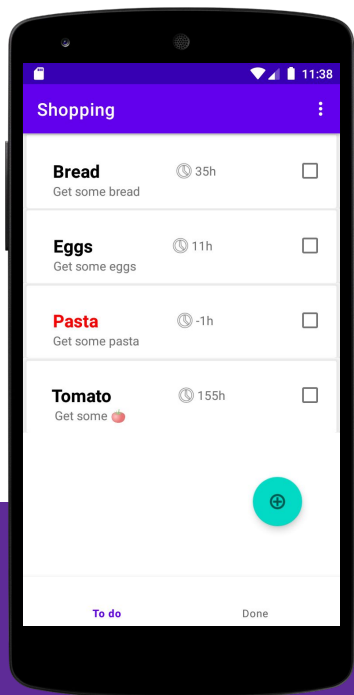 11:38
Shopping
Bread
35h
Get some bread
Eggs
11h
Get some eggs
Pasta
-1h
Get some pasta
Tomato
155h
Get some 🍅
To do
Done